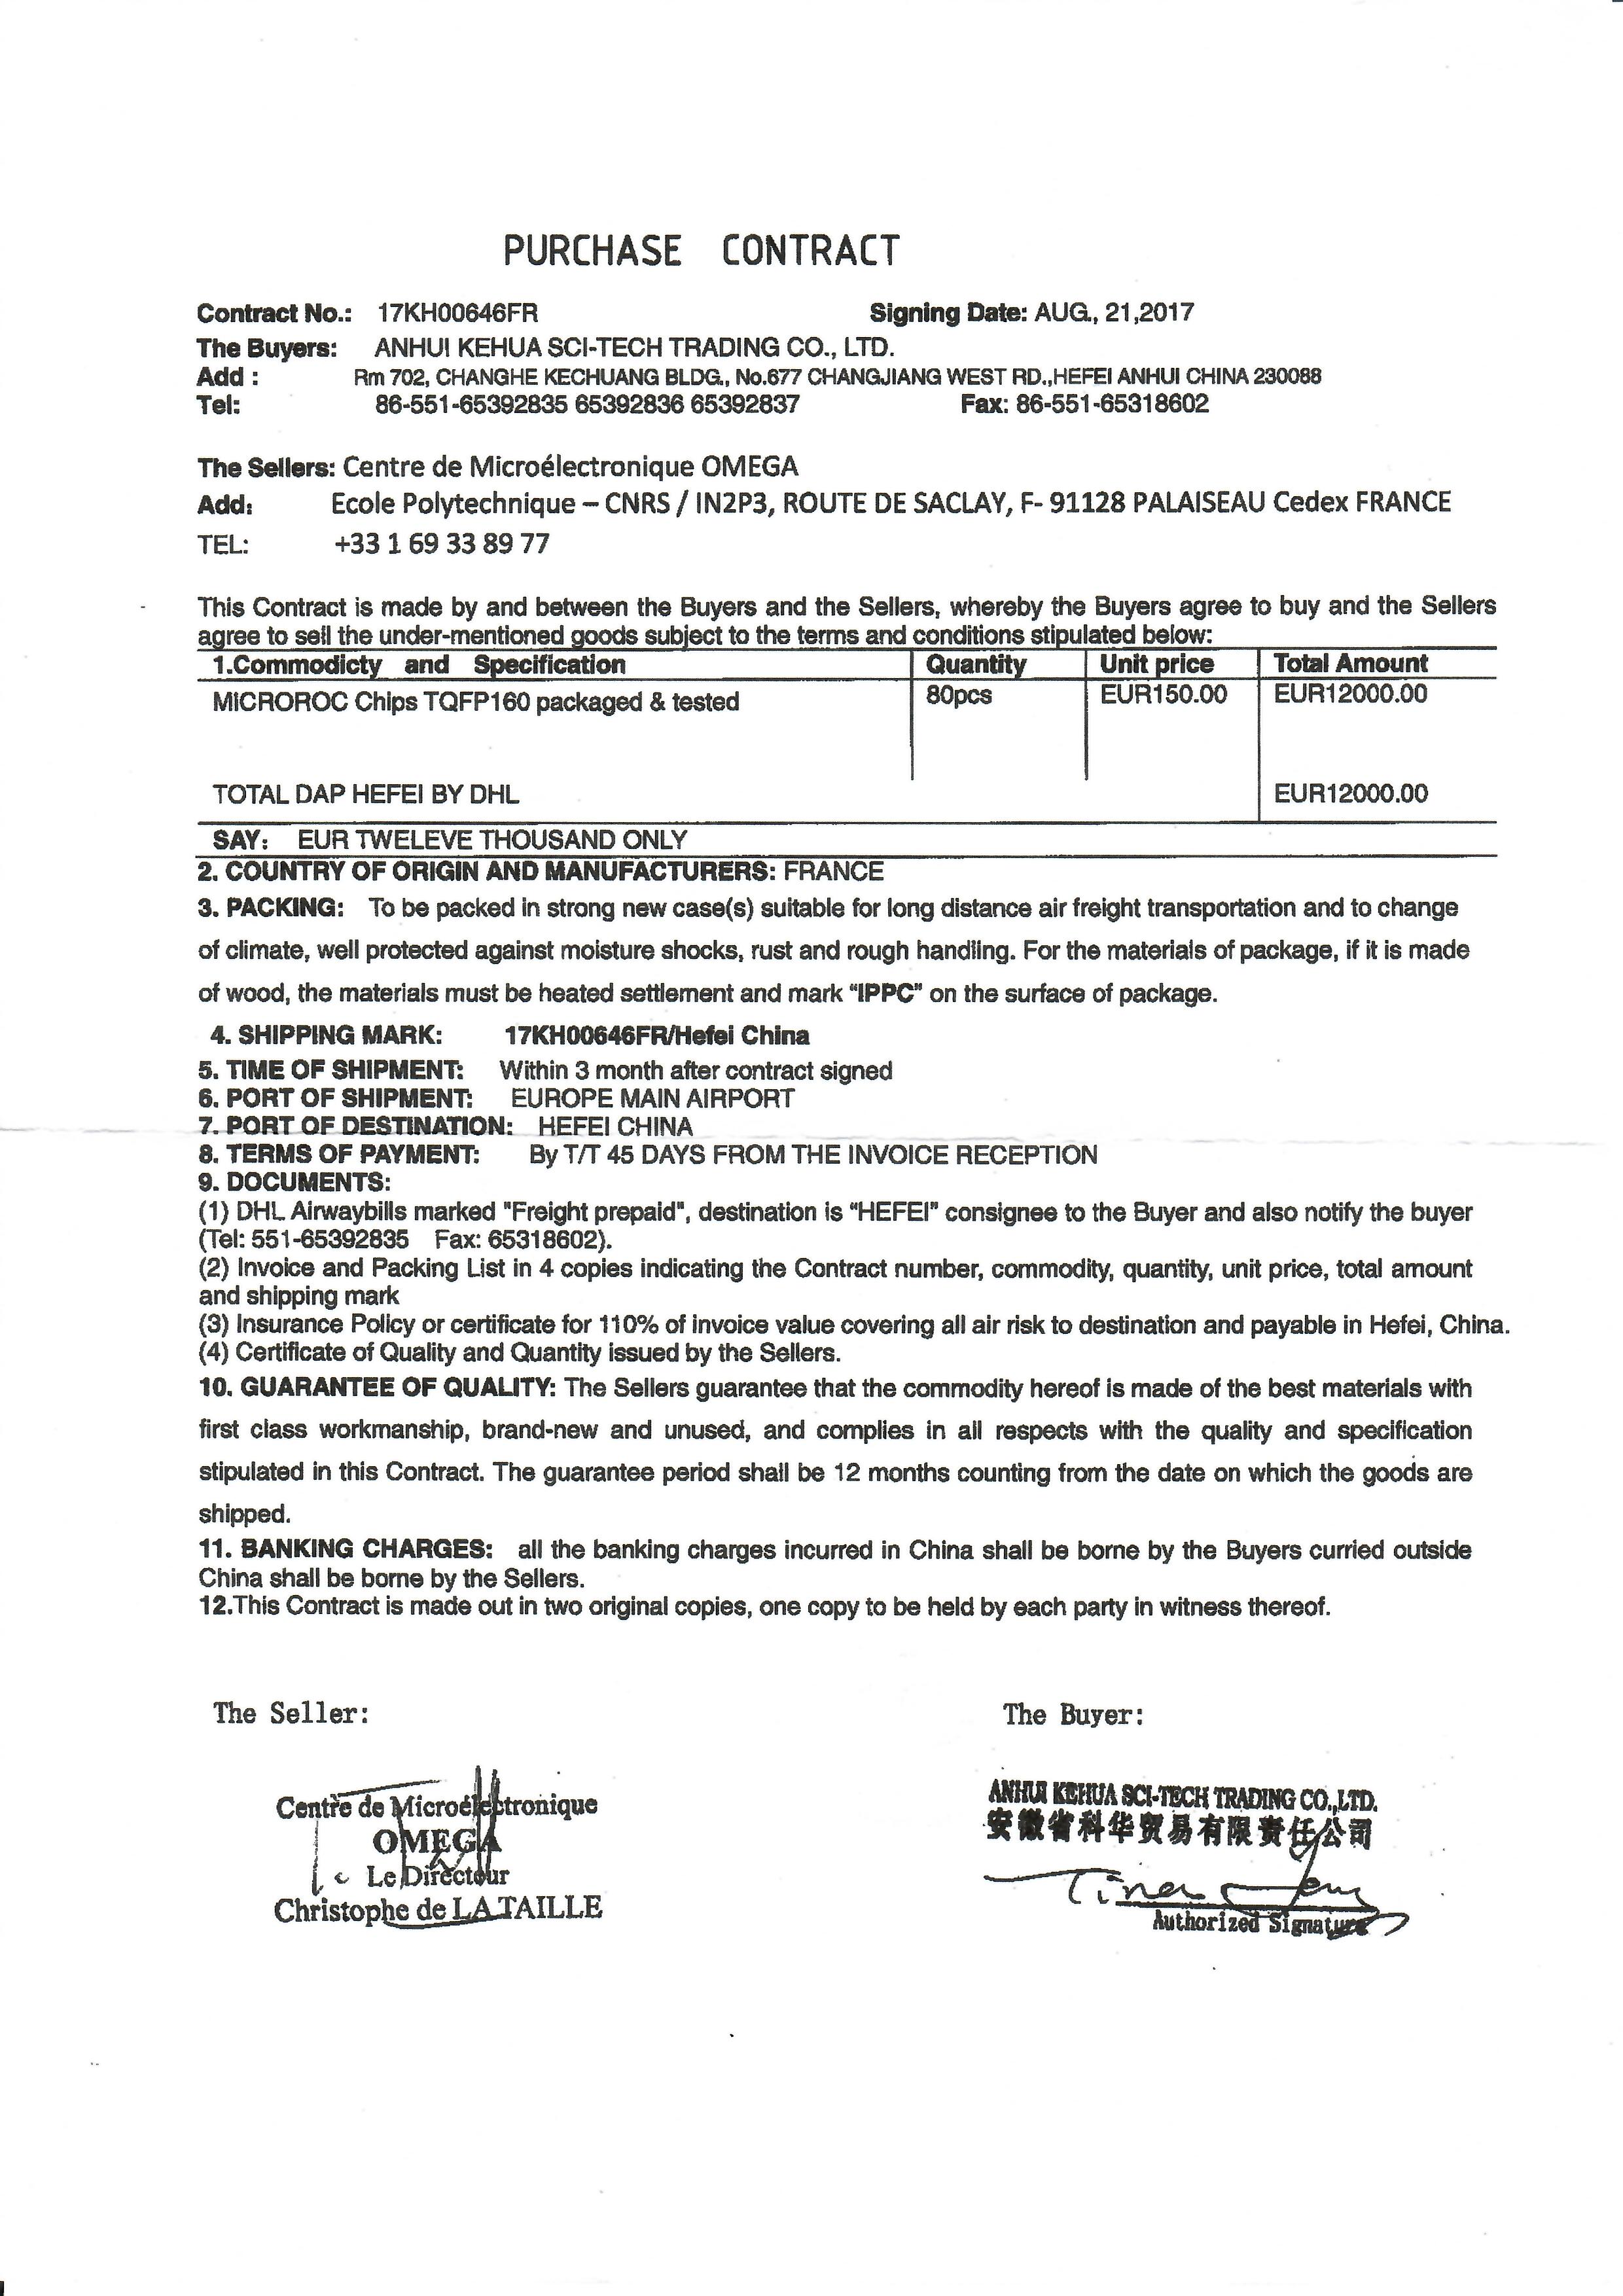 PURCHASE CONTRACT
Contract No.: 17KH00646FR Signing Date: AUG., 21,2017
The Buyers: ANHUI KEHUA SCI-TECH TRADING CO., LTD.
Add : Rm 702, CHANGHE KECHUANG BLDG., No.677 CHANGJIANG WEST RD.,HEFEI ANHUI CHINA 230088
Tel: 86-551-65392835 65392836 65392837 Fax: 86-551-65318602
The Sellers: Centre de Microélectronique OMEGA
Add: Ecole Polytechnique – CNRS / IN2P3, ROUTE DE SACLAY, F- 91128 PALAISEAU Cedex FRANCE
TEL: +33 1 69 33 89 77
This Contract is made by and between the Buyers and the Sellers, whereby the Buyers agree to buy and the Sellers
agree to sell the under-mentioned goods subject to the terms and conditions stipulated below:
1.Commodicty and Specification Quantity Unit price Total Amount
MICROROC Chips TQFP160 packaged & tested 80pcs EUR150.00 EUR12000.00
TOTAL DAP HEFEI BY DHL EUR12000.00
SAY: EUR TWELEVE THOUSAND ONLY
2. COUNTRY OF ORIGIN AND MANUFACTURERS: FRANCE
3. PACKING: To be packed in strong new case(s) suitable for long distance air freight transportation and to change
of climate, well protected against moisture shocks, rust and rough handling. For the materials of package, if it is made
of wood, the materials must be heated settlement and mark “IPPC” on the surface of package.
4. SHIPPING MARK: 17KH00646FR/Hefei China
5. TIME OF SHIPMENT: Within 3 month after contract signed
6. PORT OF SHIPMENT: EUROPE MAIN AIRPORT
7. PORT OF DESTINATION: HEFEI CHINA
8. TERMS OF PAYMENT: By T/T 45 DAYS FROM THE INVOICE RECEPTION
9. DOCUMENTS:
(1) DHL Airwaybills marked "Freight prepaid", destination is “HEFEI” consignee to the Buyer and also notify the buyer
(Tel: 551-65392835 Fax: 65318602).
(2) Invoice and Packing List in 4 copies indicating the Contract number, commodity, quantity, unit price, total amount
and shipping mark
(3) Insurance Policy or certificate for 110% of invoice value covering all air risk to destination and payable in Hefei, China.
(4) Certificate of Quality and Quantity issued by the Sellers.
10. GUARANTEE OF QUALITY: The Sellers guarantee that the commodity hereof is made of the best materials with
first class workmanship, brand-new and unused, and complies in all respects with the quality and specification
stipulated in this Contract. The guarantee period shall be 12 months counting from the date on which the goods are
shipped.
11. BANKING CHARGES: all the banking charges incurred in China shall be borne by the Buyers curried outside
China shall be borne by the Sellers.
12.This Contract is made out in two original copies, one copy to be held by each party in witness thereof.
The Seller: The Buyer:
Centre de Microélectronique
OMEGA
Le Directeur
Christophe de LA TAILLE
ANHUI KEHUA SCI-TECH TRADING CO.,LTD.
安徽省科华贸易有限责任公司
Tina
Authorized Signature